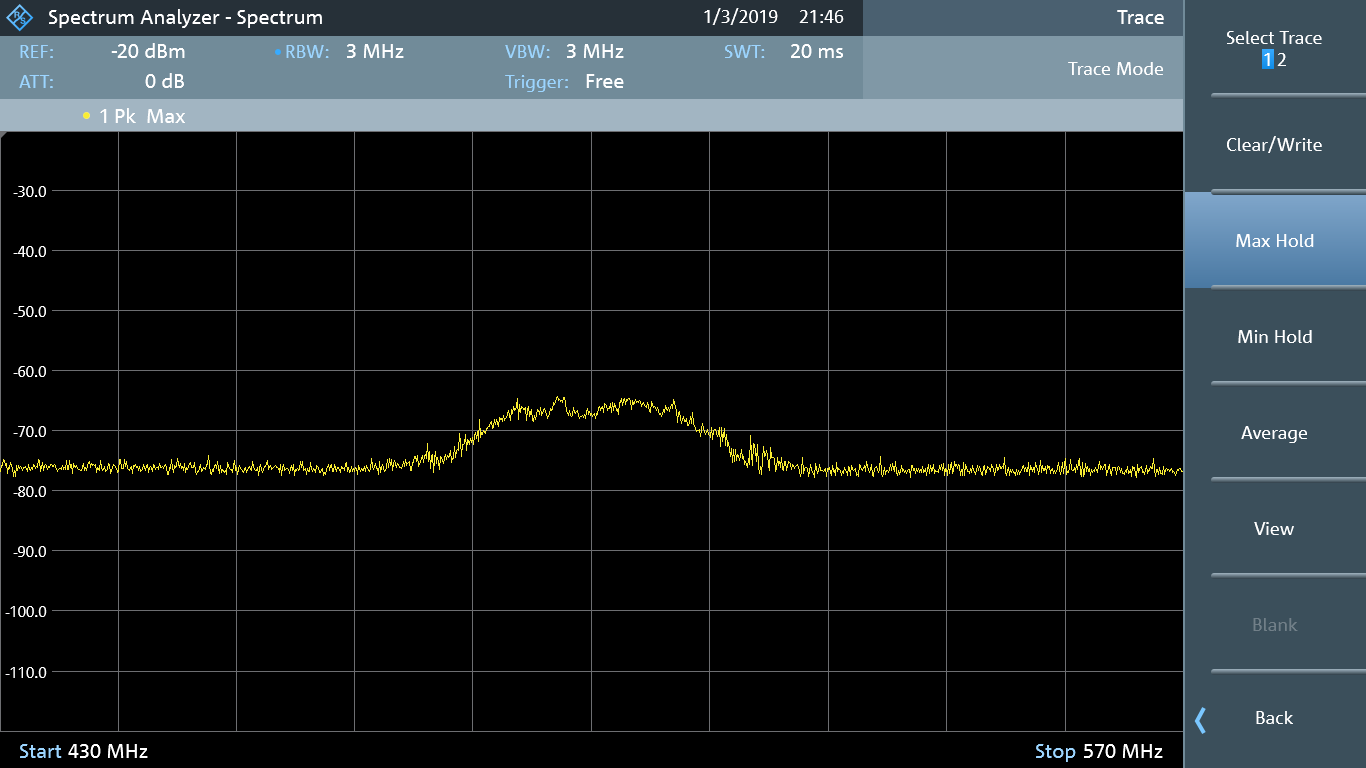 Spectrum Analyzer - Spectrum 1/3/2019 21:46 Trace
REF: -20 dBm RBW: 3 MHz VBW: 3 MHz SWT: 20 ms
ATT: 0 dB Trigger: Free
Trace Mode
1 Pk Max
-30.0
-40.0
-50.0
-60.0
-70.0
-80.0
-90.0
-100.0
-110.0
Start 430 MHz Stop 570 MHz
Select Trace
1 2
Clear/Write
Max Hold
Min Hold
Average
View
Blank
Back